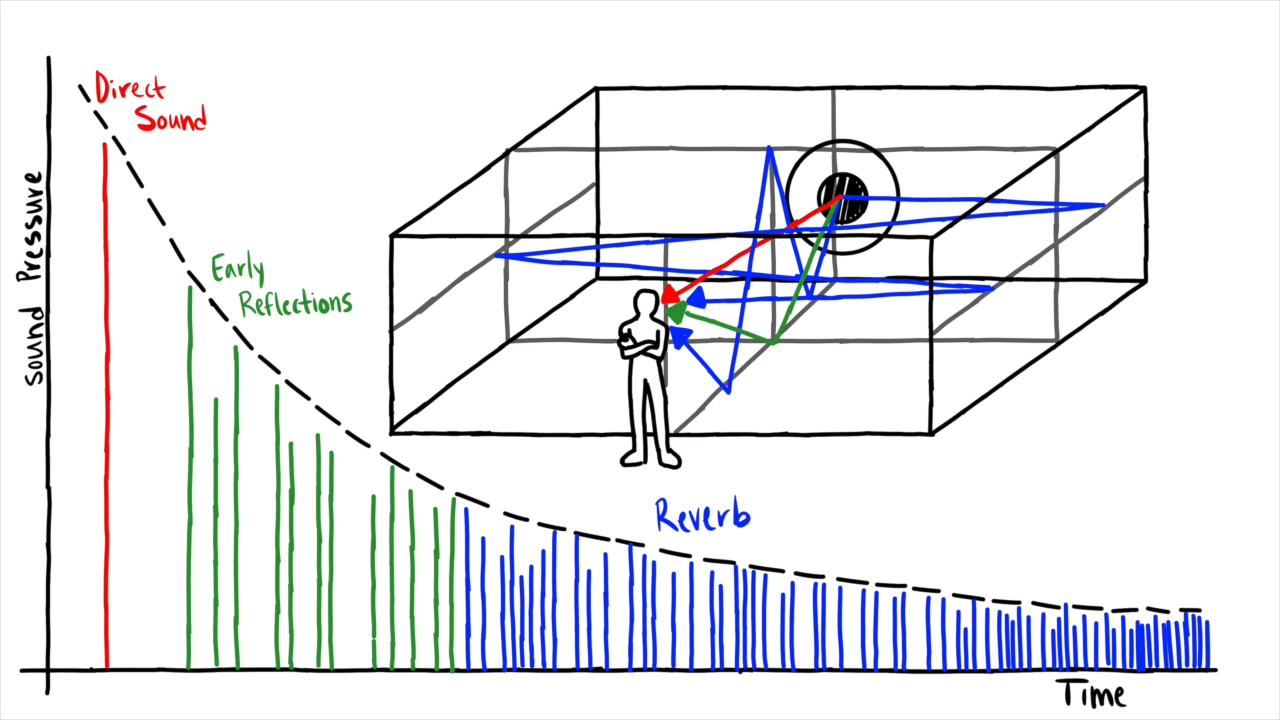 Direct
Sound
Early
Reflections
Sound Pressure
Reverb
Time